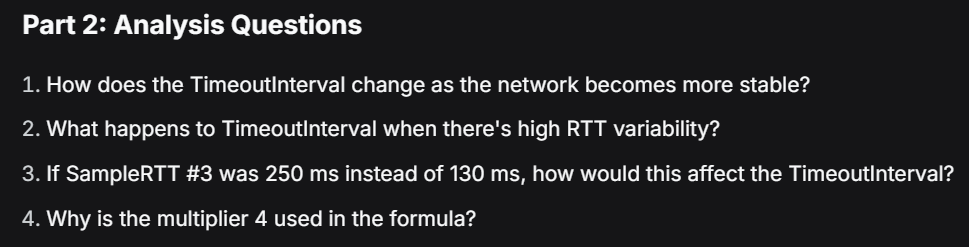 Part 2: Analysis Questions
1. How does the TimeoutInterval change as the network becomes more stable?
2. What happens to TimeoutInterval when there's high RTT variability?
3. If SampleRTT #3 was 250 ms instead of 130 ms, how would this affect the TimeoutInterval?
4. Why is the multiplier 4 used in the formula?